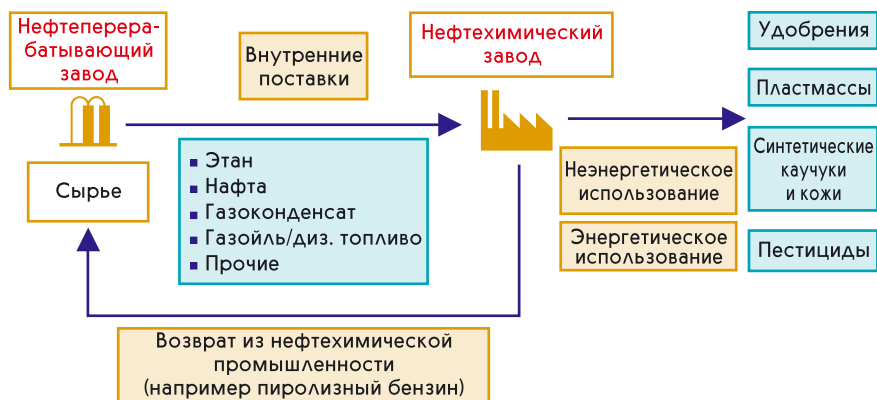 Нефтеперера-
батывающий
завод
Внутренние
поставки
Нефтехимический
завод
Удобрения
Пластмассы
Синтетические
каучуки
и кожи
Пестициды
Сырье
Этан
Нафта
Газоконденсат
Газойль/диз. топливо
Прочие
Неэнергетическое
использование
Энергетическое
использование
Возврат из нефтехимической
промышленности
(например пиролизный бензин)